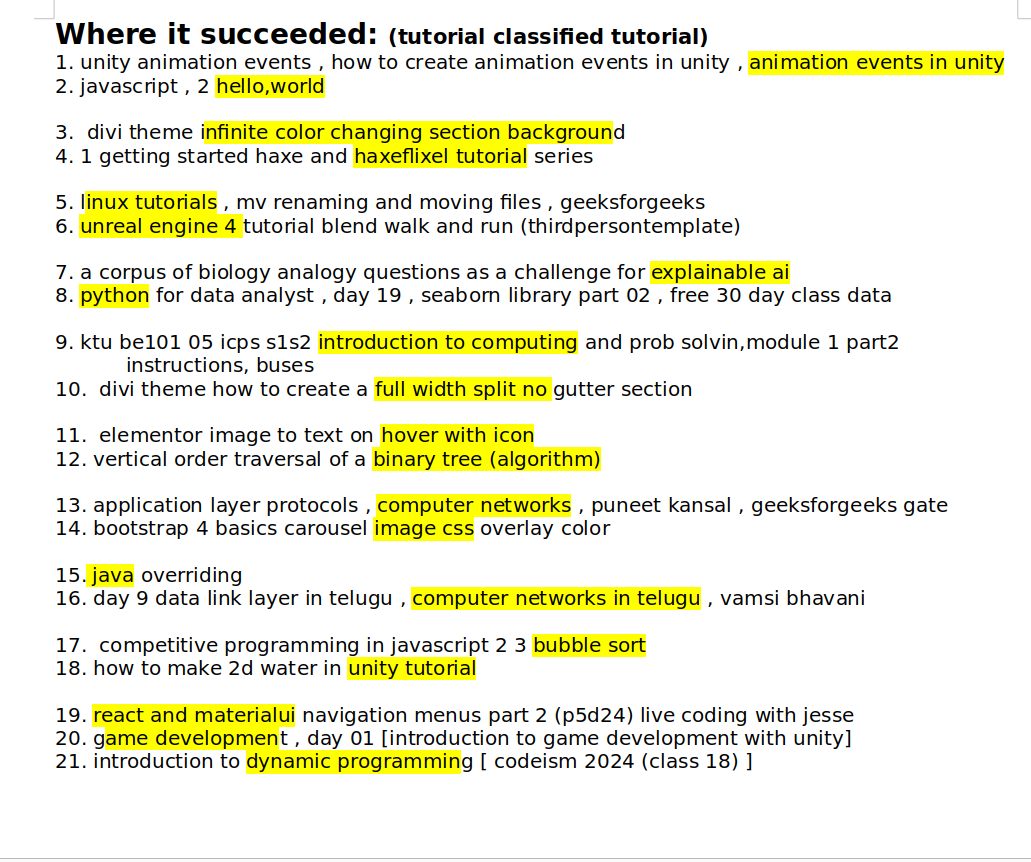 Where it succeeded: (tutorial classified tutorial)
1. unity animation events , how to create animation events in unity , animation events in unity
2. javascript , 2 hello,world
3. divi theme infinite color changing section background
4. 1 getting started haxe and haxeflixel tutorial series
5. linux tutorials , mv renaming and moving files , geeksforgeeks
6. unreal engine 4 tutorial blend walk and run (thirdpersontemplate)
7. a corpus of biology analogy questions as a challenge for explainable ai
8. python for data analyst , day 19 , seaborn library part 02 , free 30 day class data
9. ktu be101 05 icps s1s2 introduction to computing and prob solvin,module 1 part2
instructions, buses
10. divi theme how to create a full width split no gutter section
11. elementor image to text on hover with icon
12. vertical order traversal of a binary tree (algorithm)
13. application layer protocols , computer networks , puneet kansal , geeksforgeeks gate
14. bootstrap 4 basics carousel image css overlay color
15. java overriding
16. day 9 data link layer in telugu , computer networks in telugu , vamsi bhavani
17. competitive programming in javascript 2 3 bubble sort
18. how to make 2d water in unity tutorial
19. react and materialui navigation menus part 2 (p5d24) live coding with jesse
20. game development , day 01 [introduction to game development with unity]
21. introduction to dynamic programming [ codeism 2024 (class 18) ]